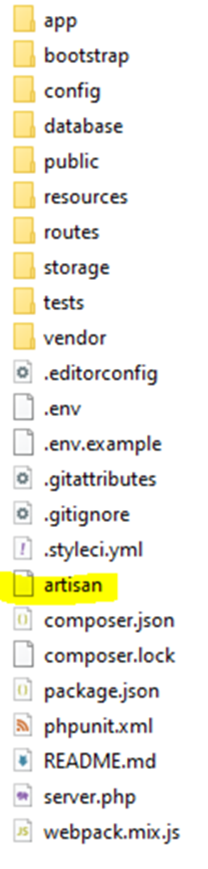 app
bootstrap
config
database
public
resources
routes
storage
tests
vendor
.editorconfig
.env
.env.example
.gitattributes
.gitignore
.styleci.yml
artisan
composer.json
composer.lock
package.json
phpunit.xml
README.md
server.php
webpack.mix.js